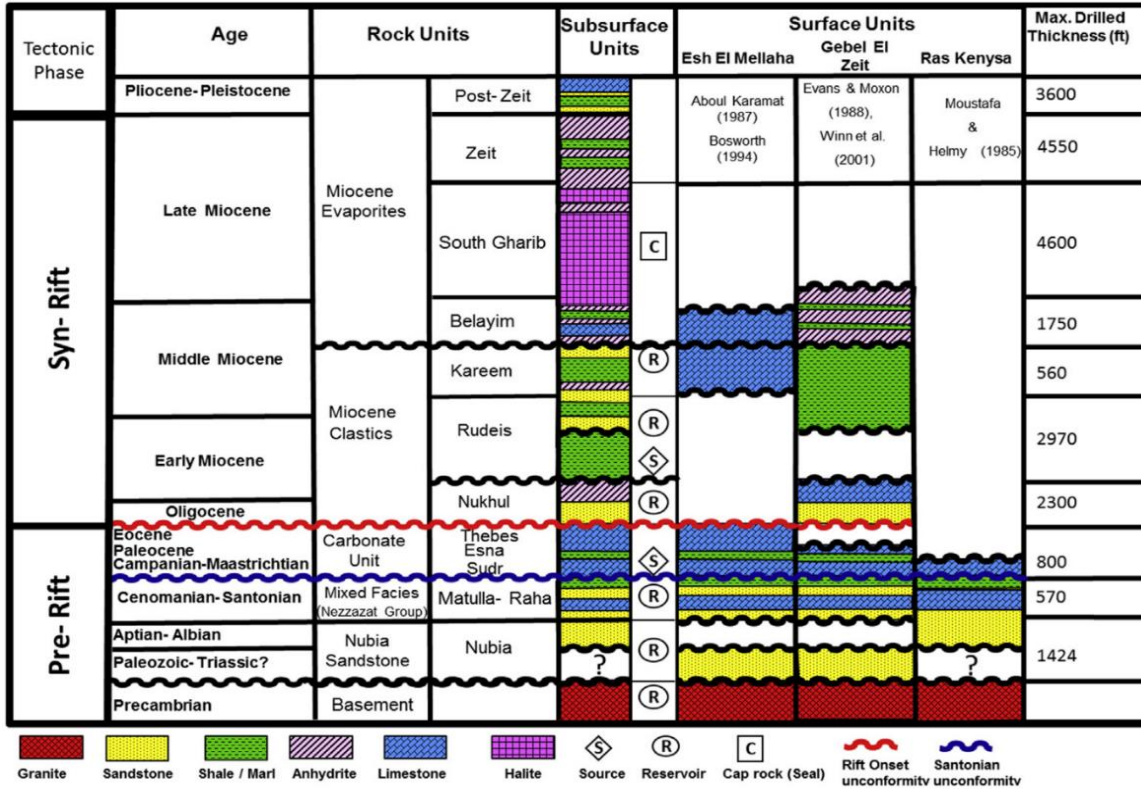 Tectonic
Phase
Age
Rock Units
Subsurface
Units
Surface Units
Esh El Mellaha
Gebel El
Zeit
Ras Kenysa
Max. Drilled
Thickness (ft)
Pliocene- Pleistocene
Post-Zeit
Aboul Karamat
(1987)
Bosworth
(1994)
Evans & Moxon
(1988),
Winn et al.
(2001)
Moustafa
&
Helmy (1985)
3600
Syn- Rift
Late Miocene
Miocene
Evaporites
Zeit
4550
South Gharib
C
4600
Belayim
1750
Middle Miocene
Kareem
R
560
Miocene
Clastics
Rudeis
R
2970
Early Miocene
S
Nukhul
R
2300
Oligocene
Pre- Rift
Eocene
Paleocene
Campanian-Maastrichtian
Carbonate
Unit
Thebes
Esna
Sudr
S
800
Cenomanian-Santonian
Mixed Facies
(Nezzazat Group)
Matulla- Raha
R
570
Aptian-Albian
Nubia
Sandstone
Nubia
R
1424
Paleozoic-Triassic?
?
?
Precambrian
Basement
R
Granite
Sandstone
Shale / Marl
Anhydrite
Limestone
Halite
S
Source
R
Reservoir
C
Cap rock (Seal)
Rift Onset
unconformity
Santonian
unconformity